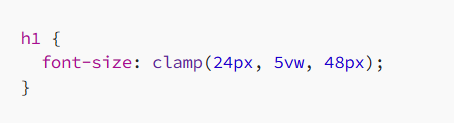 h1 {
  font-size: clamp(24px, 5vw, 48px);
}